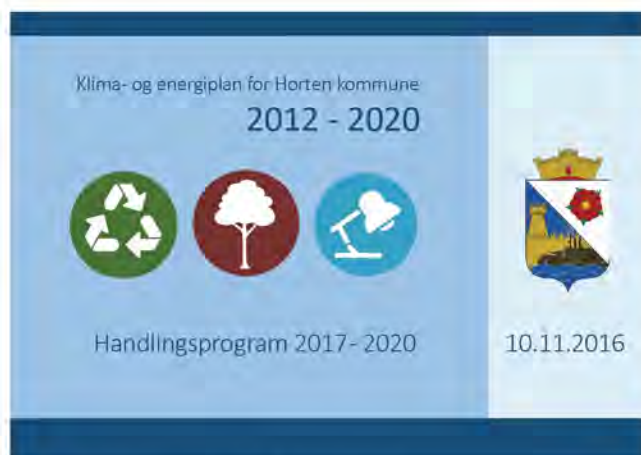 Klima- og energiplan for Horten kommune
2012 - 2020
Handlingsprogram 2017- 2020
10.11.2016